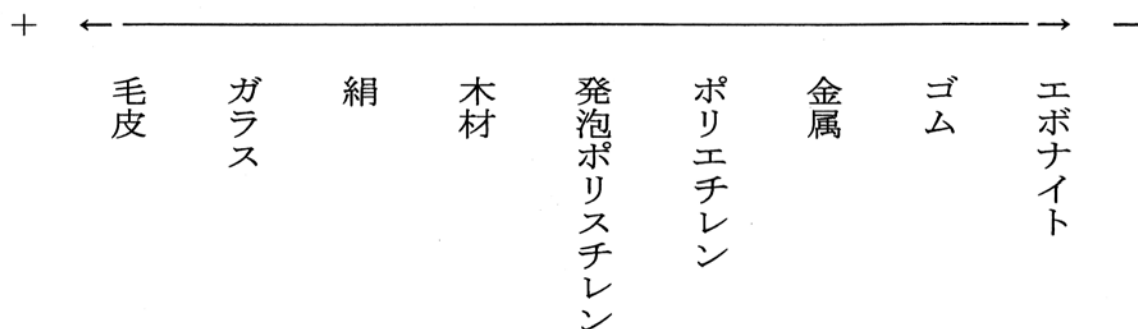 + ← → −
毛皮
ガラス
絹
木材
発泡ポリスチレン
ポリエチレン
金属
ゴム
エボナイト